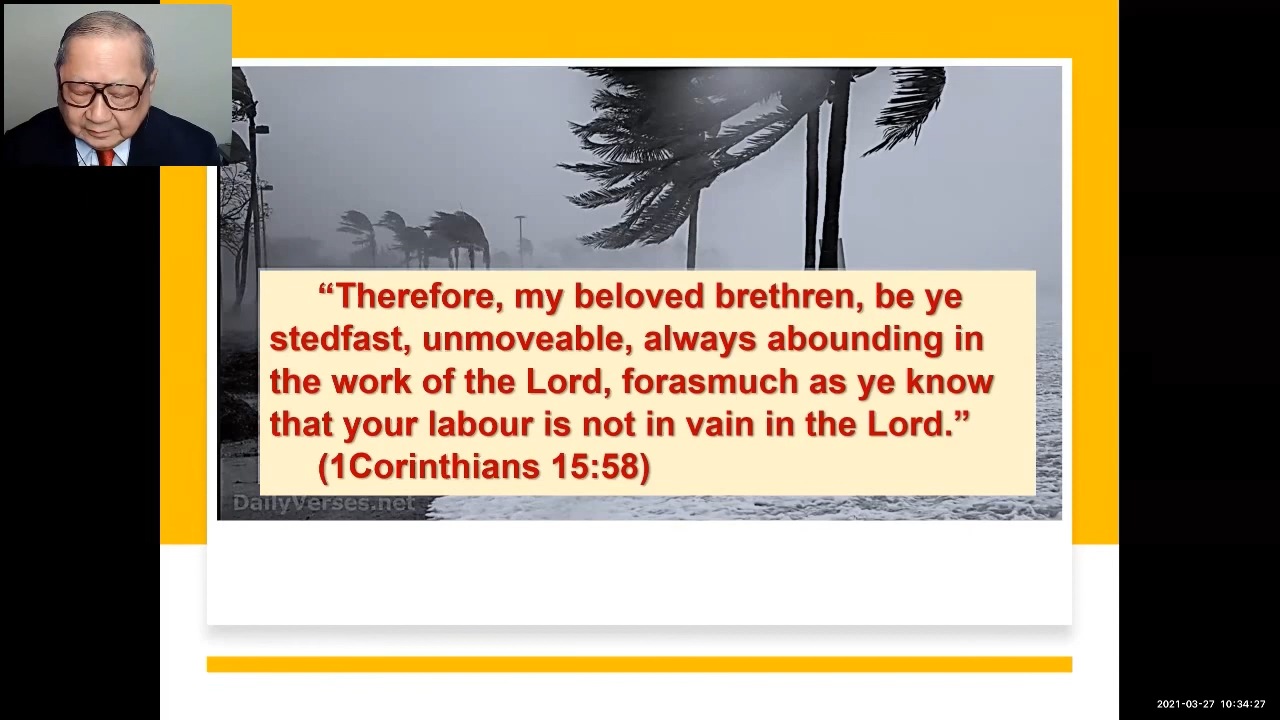 “Therefore, my beloved brethren, be ye
stedfast, unmoveable, always abounding in
the work of the Lord, forasmuch as ye know
that your labour is not in vain in the Lord.”
(1Corinthians 15:58)
DailyVerses.net
2021-03-27 10:34:27